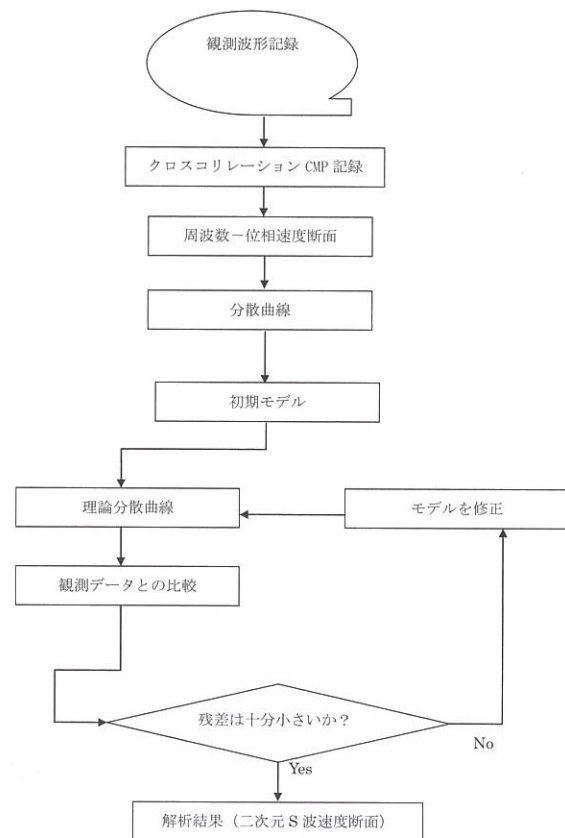 観測波形記録
クロスコリレーション CMP 記録
周波数－位相速度断面
分散曲線
初期モデル
理論分散曲線
モデルを修正
観測データとの比較
残差は十分小さいか？
No
Yes
解析結果（二次元 S 波速度断面）